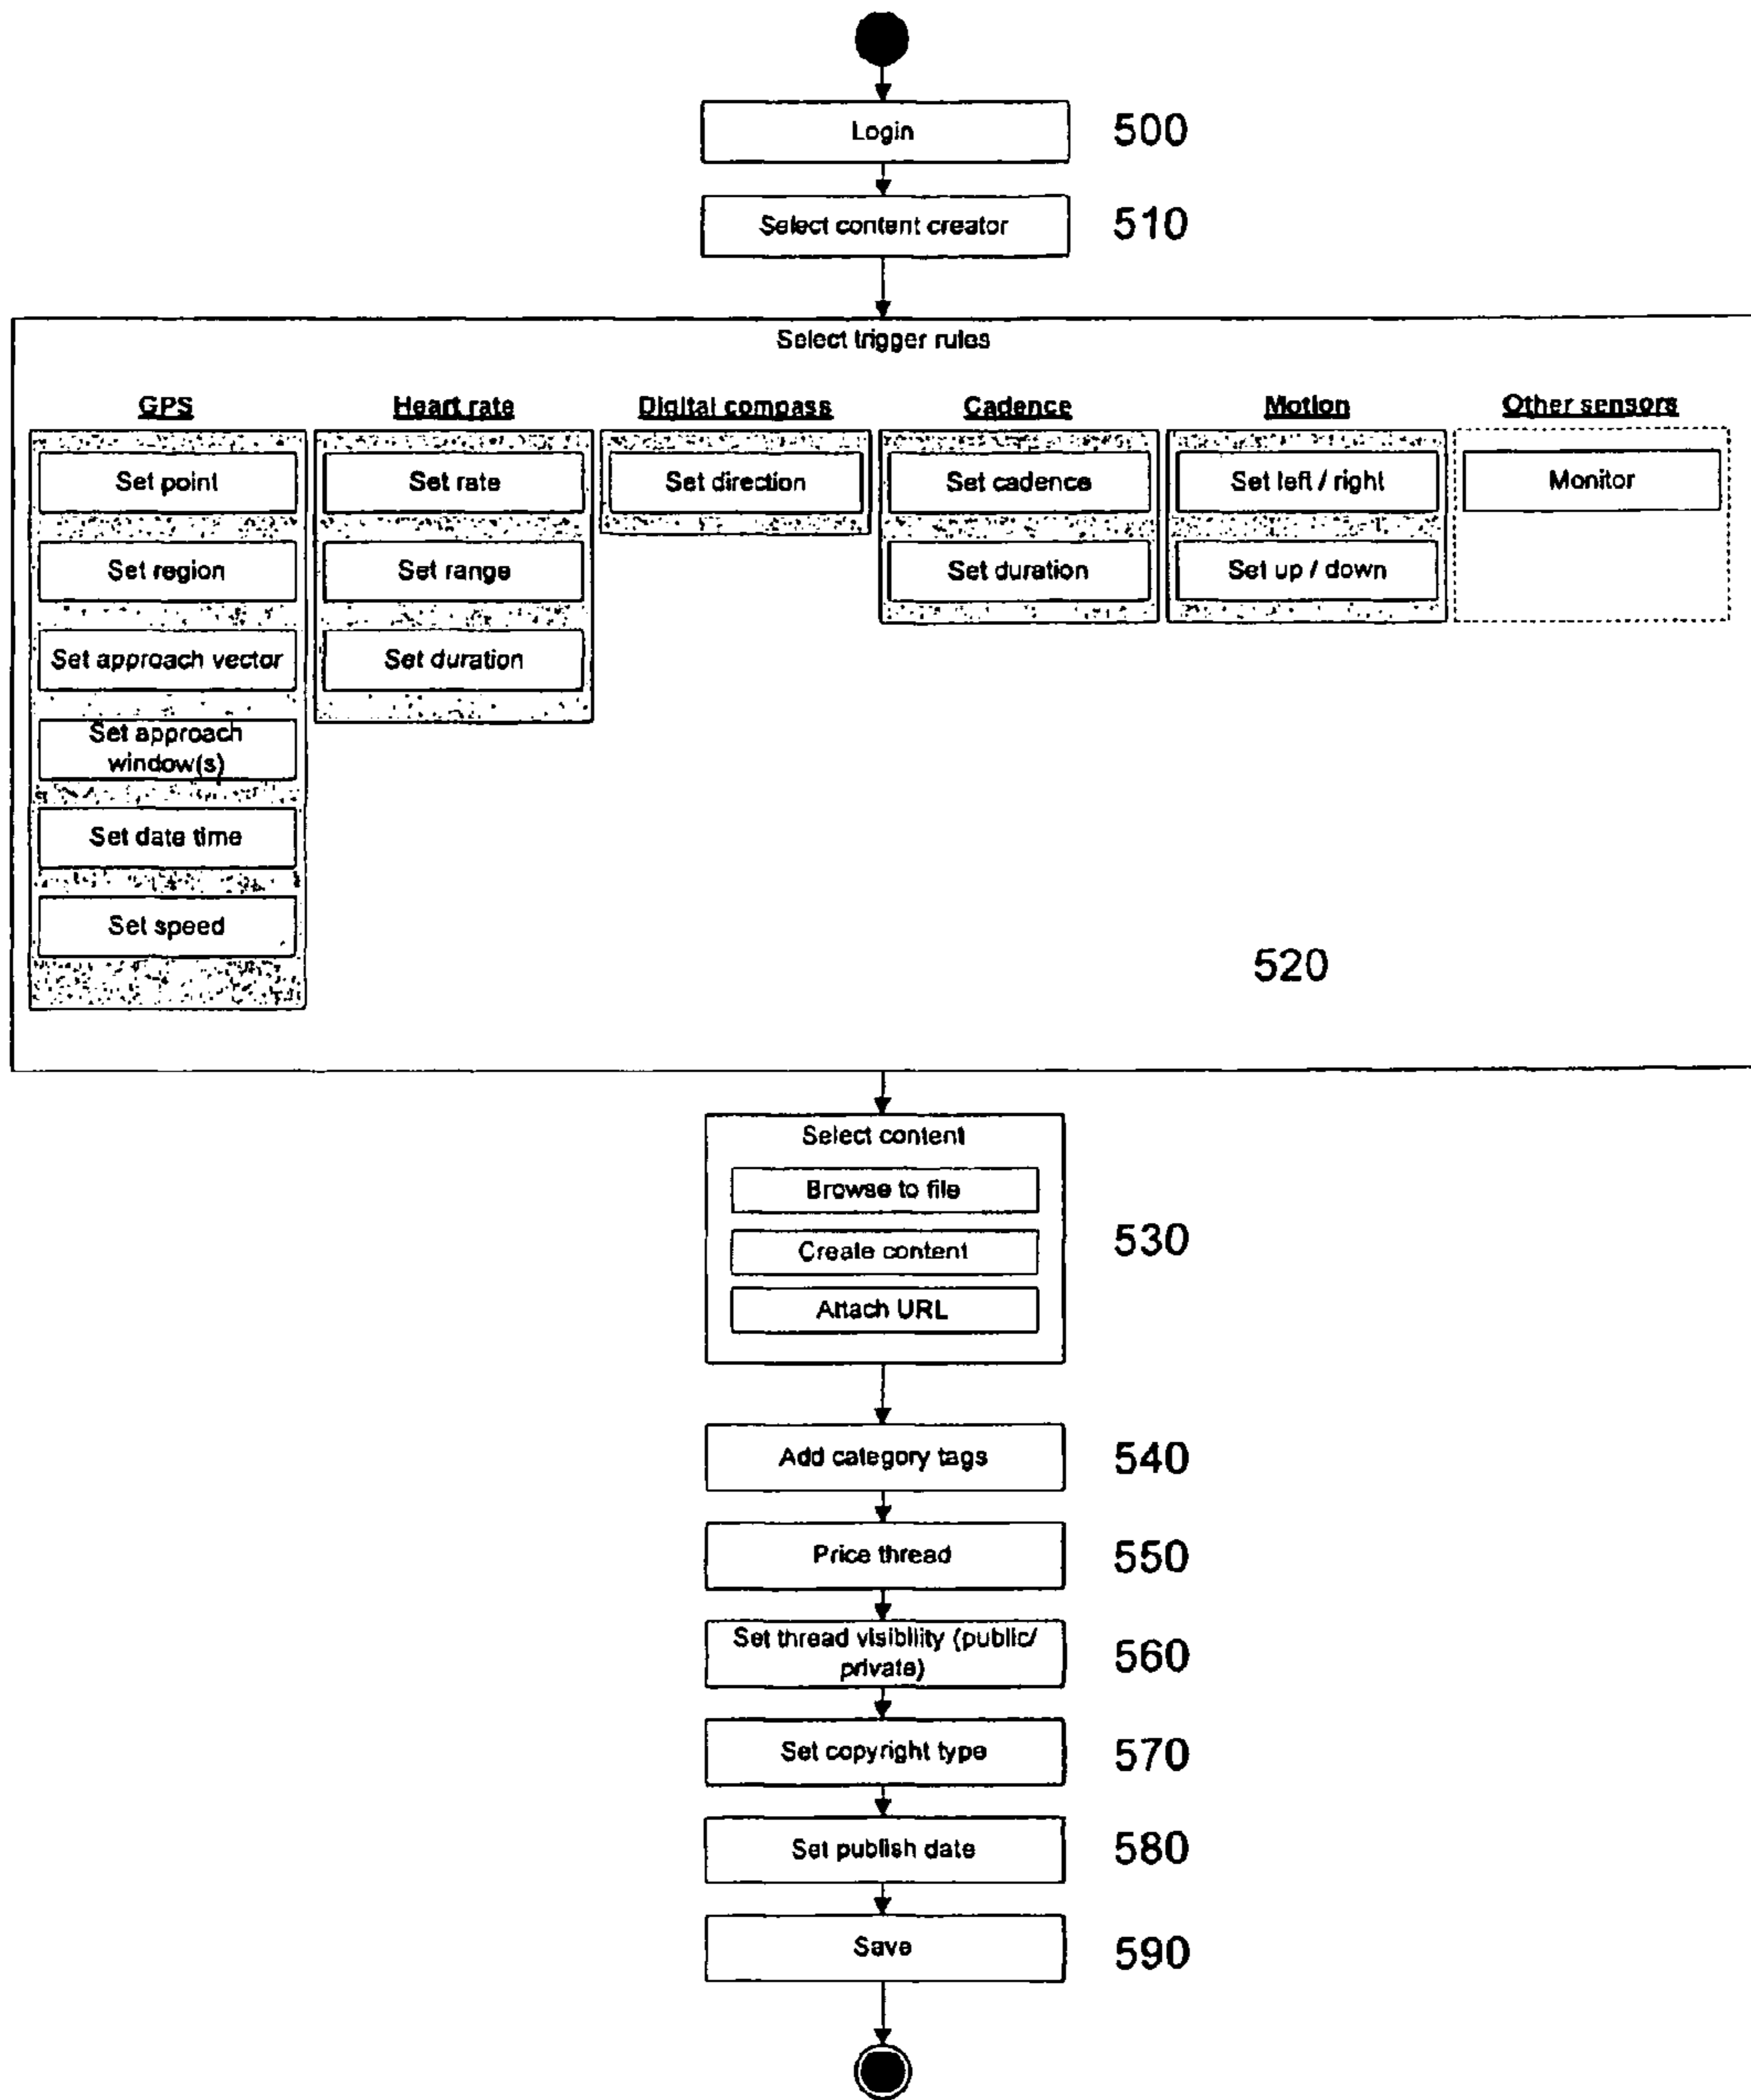 Login
500
Select content creator
510
Select trigger rules
GPS
Heart rate
Digital compass
Cadence
Motion
Other sensors
Set point
Set rate
Set direction
Set cadence
Set left / right
Monitor
Set region
Set range
Set duration
Set up / down
Set approach vector
Set duration
Set approach
window(s)
Set date time
Set speed
520
Select content
Browse to file
Create content
Attach URL
530
Add category tags
540
Price thread
550
Set thread visibility (public/
private)
560
Set copyright type
570
Set publish date
580
Save
590